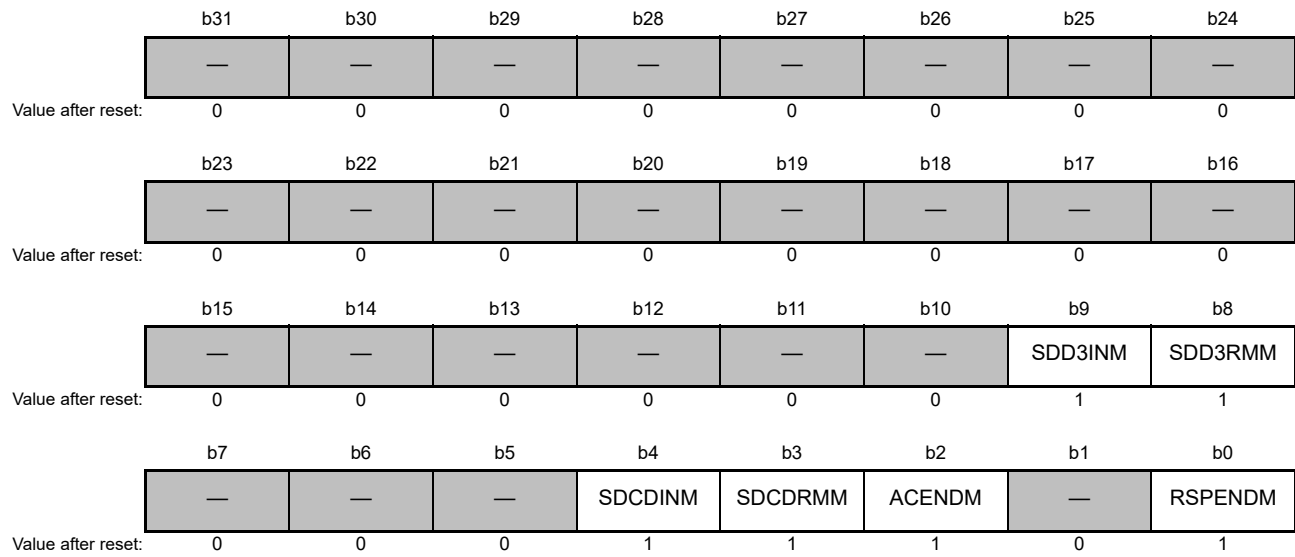 b31 b30 b29 b28 b27 b26 b25 b24
— — — — — — — —
Value after reset: 0 0 0 0 0 0 0 0
b23 b22 b21 b20 b19 b18 b17 b16
— — — — — — — —
Value after reset: 0 0 0 0 0 0 0 0
b15 b14 b13 b12 b11 b10 b9 b8
— — — — — — SDD3INM SDD3RMM
Value after reset: 0 0 0 0 0 0 1 1
b7 b6 b5 b4 b3 b2 b1 b0
— — — SDCDINM SDCDRMM ACENDM — RSPENDM
Value after reset: 0 0 0 1 1 1 0 1